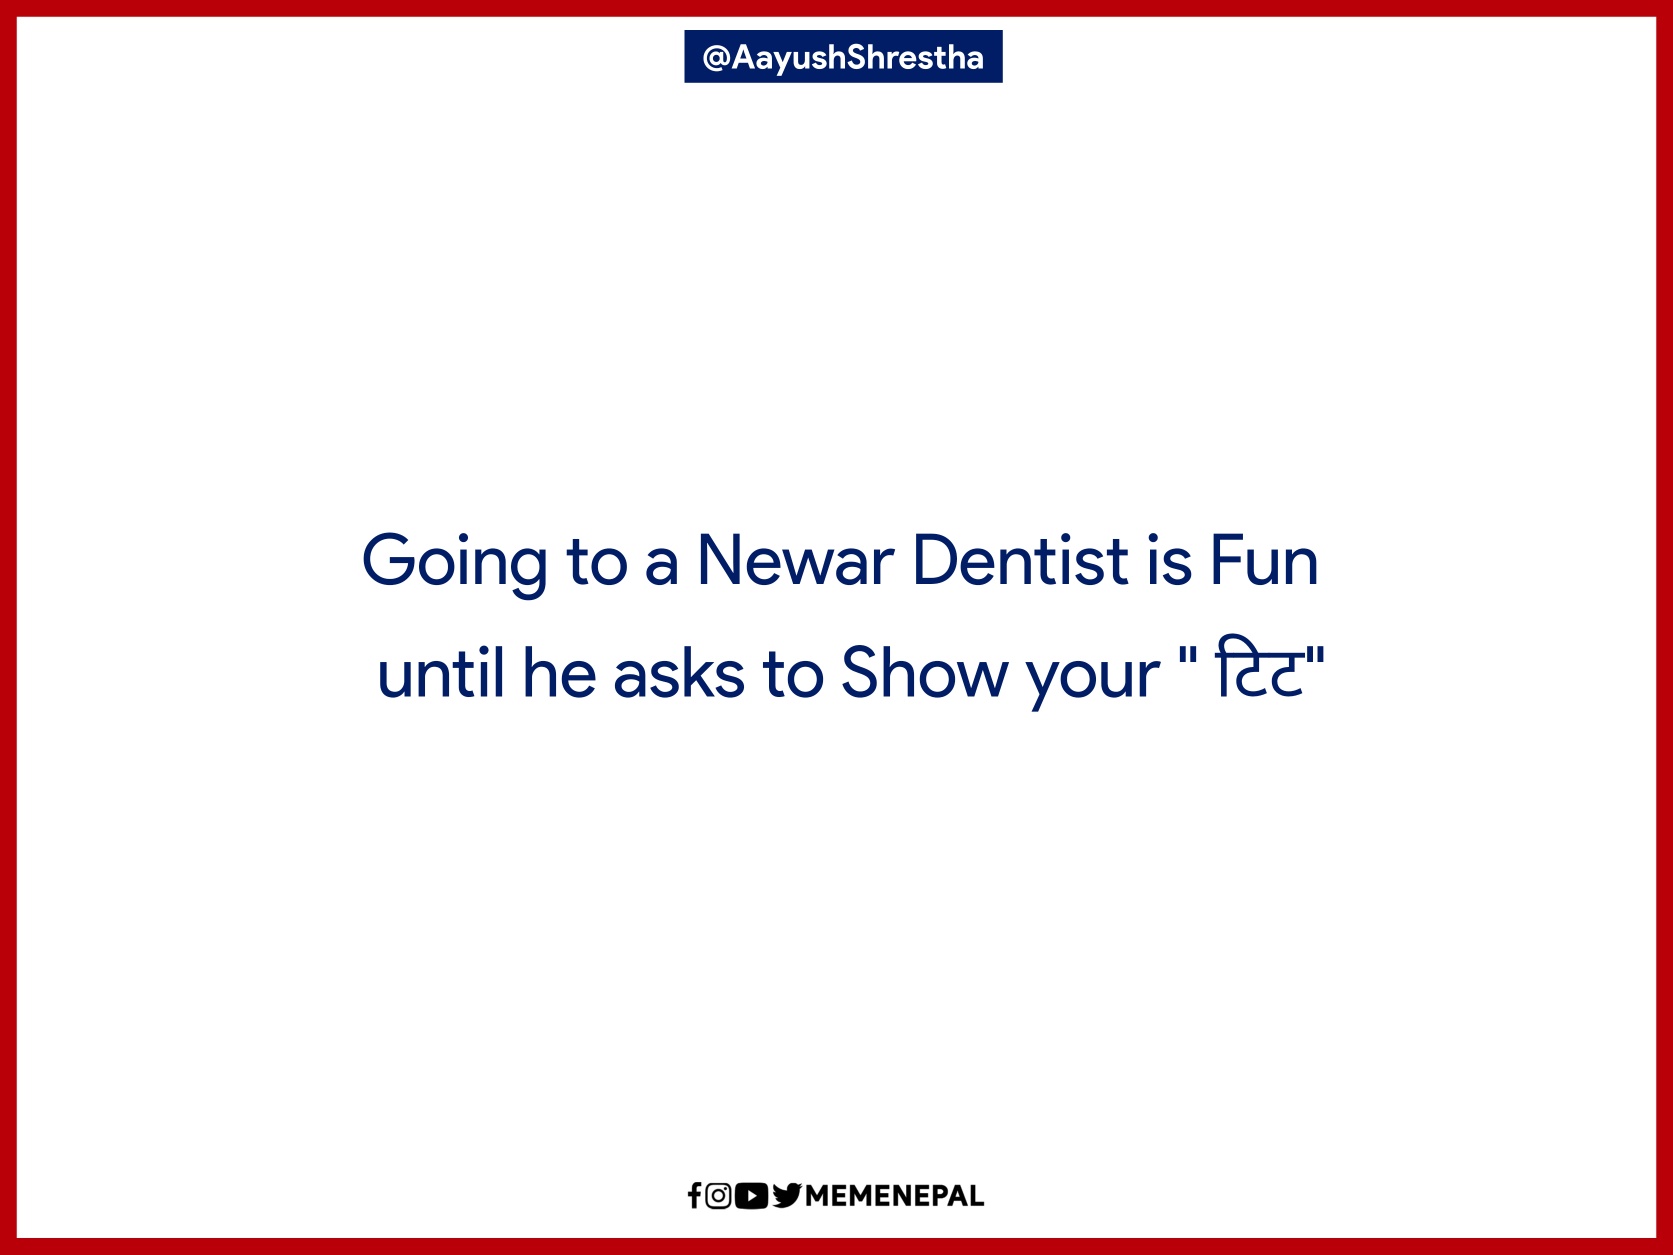 @AayushShrestha
Going to a Newar Dentist is Fun
until he asks to Show your " टिट"
MEMENEPAL